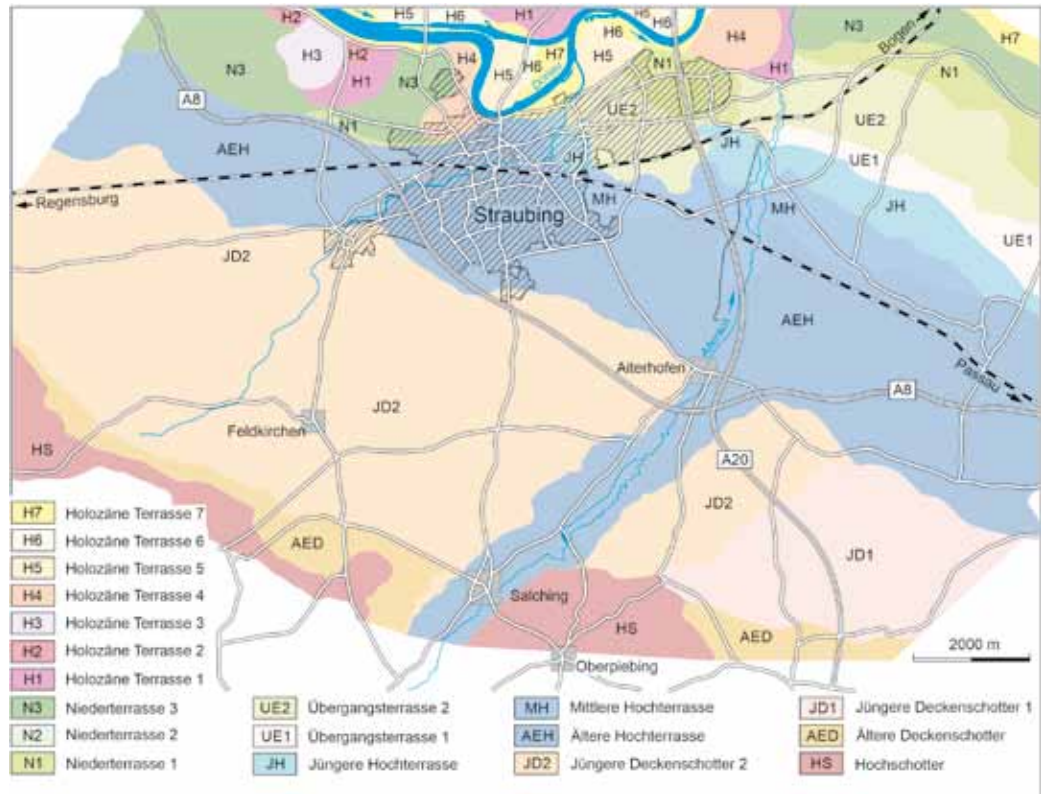 H2
H5
H6
H1
H5
H6
N3
H7
H3
H2
H4
H6
H5
H4
Bogen
N3
H1
N3
H5
H6
H7
Donau
N1
H1
N1
A8
UE2
UE2
N1
AEH
JH
JH
UE1
Regensburg
MH
MH
JH
Straubing
JD2
UE1
AEH
Aiterach
Aiterhofen
Passau
A8
JD2
Feldkirchen
HS
A20
JD2
AED
JD1
Salching
HS
AED
2000 m
Oberpiebing
H7 Holozäne Terrasse 7
H6 Holozäne Terrasse 6
H5 Holozäne Terrasse 5
H4 Holozäne Terrasse 4
H3 Holozäne Terrasse 3
H2 Holozäne Terrasse 2
H1 Holozäne Terrasse 1
N3 Niederterrasse 3
N2 Niederterrasse 2
N1 Niederterrasse 1
UE2 Übergangsterrasse 2
UE1 Übergangsterrasse 1
JH Jüngere Hochterrasse
MH Mittlere Hochterrasse
AEH Ältere Hochterrasse
JD2 Jüngere Deckenschotter 2
JD1 Jüngere Deckenschotter 1
AED Ältere Deckenschotter
HS Hochschotter